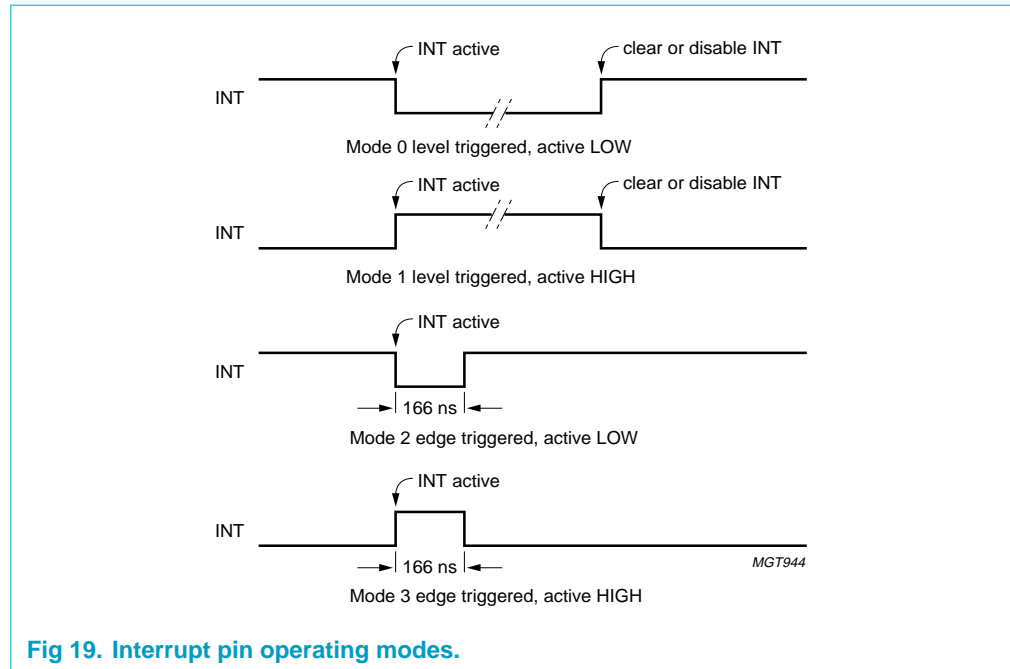 INT active
clear or disable INT
INT
Mode 0 level triggered, active LOW
INT active
clear or disable INT
INT
Mode 1 level triggered, active HIGH
INT active
INT
166 ns
Mode 2 edge triggered, active LOW
INT active
INT
166 ns
MGT944
Mode 3 edge triggered, active HIGH
Fig 19. Interrupt pin operating modes.